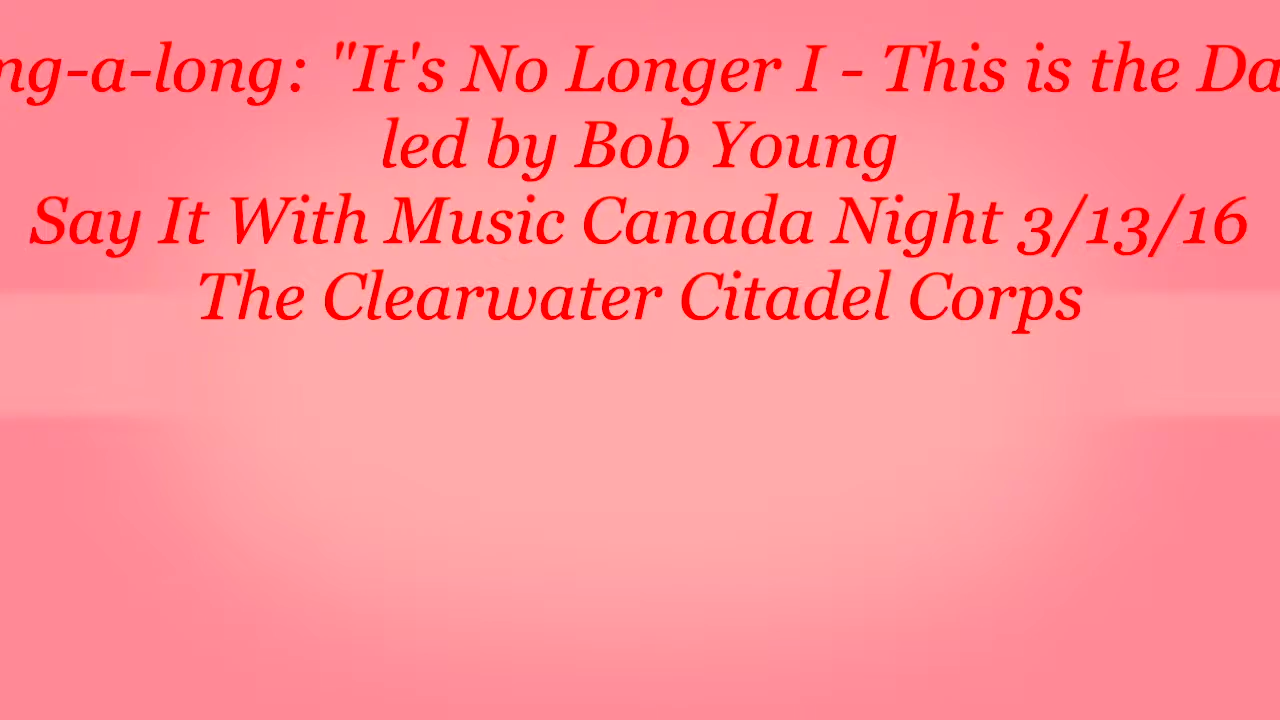 ng-a-long: "It's No Longer I - This is the Da
led by Bob Young
Say It With Music Canada Night 3/13/16
The Clearwater Citadel Corps